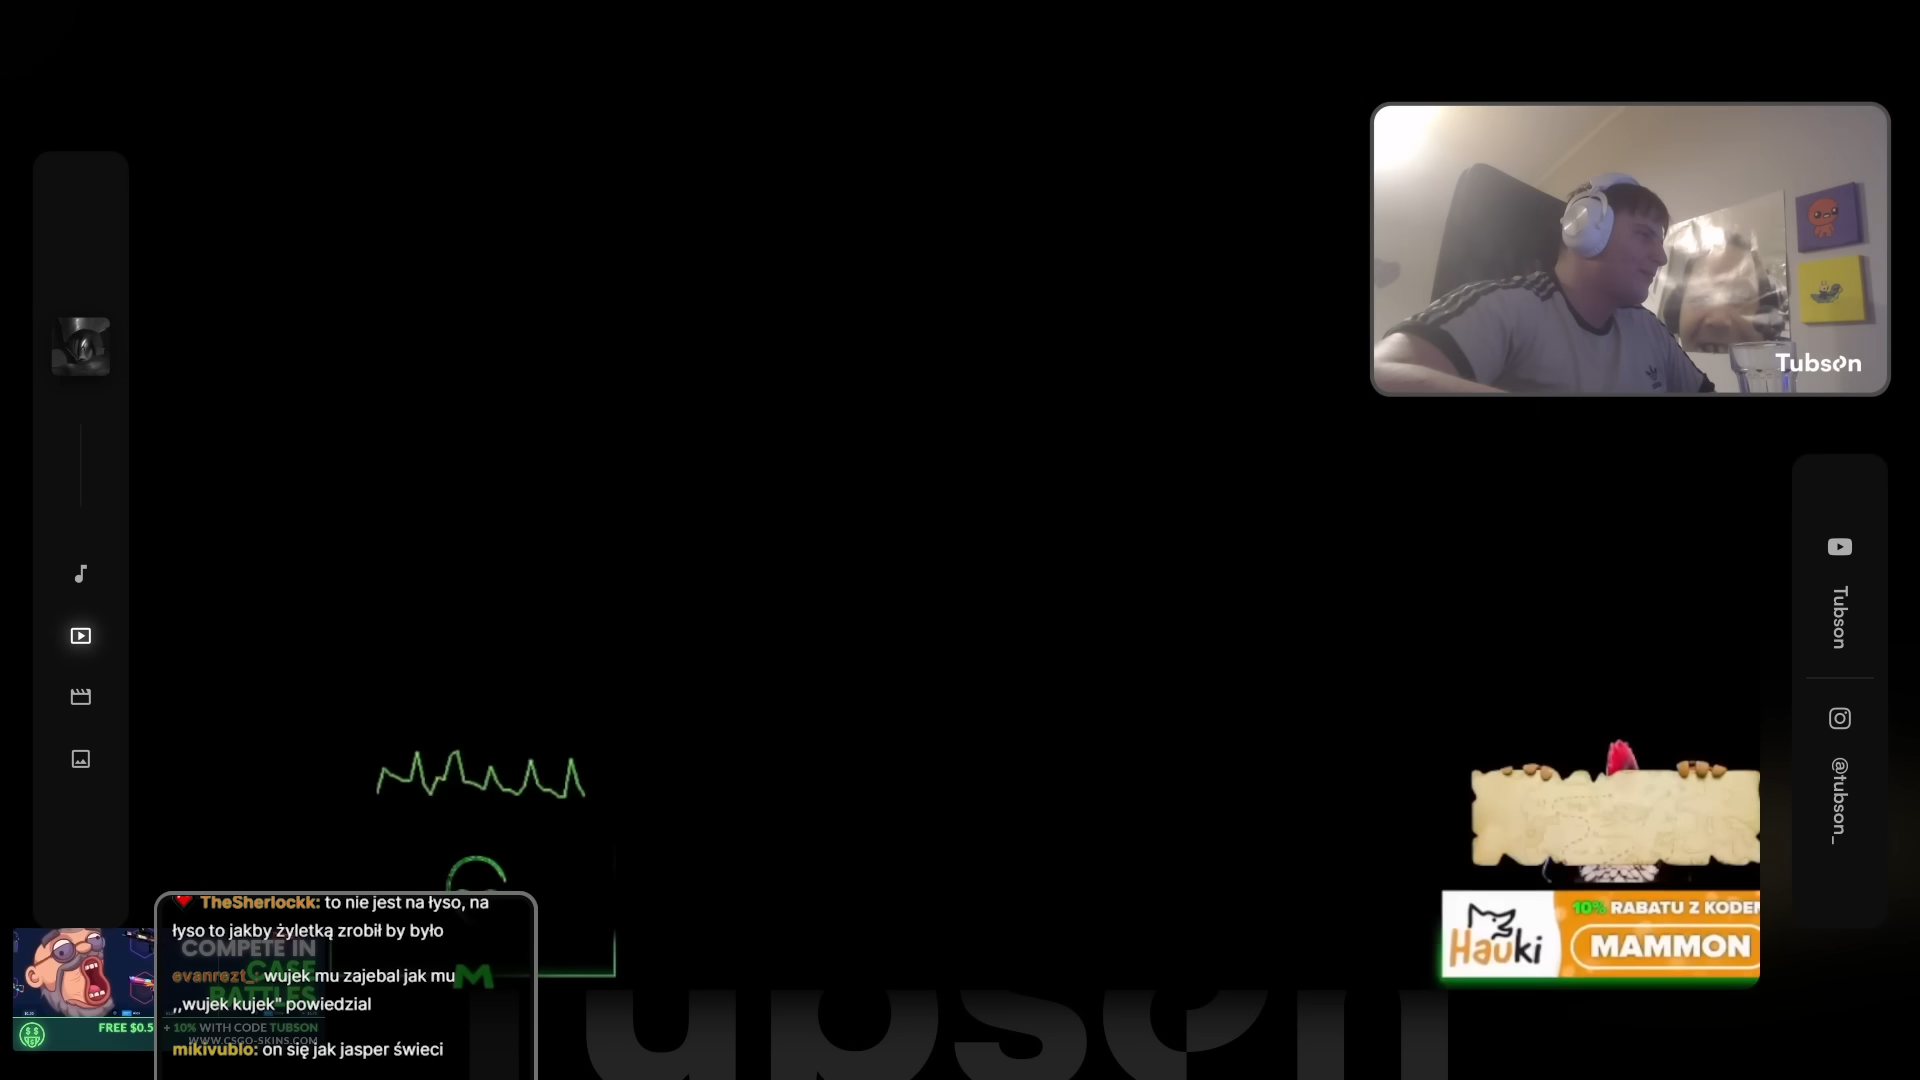 Tubson
Tubson
@tubson_
TheSherlockk: to nie jest na łyso, na
łyso to jakby żyletką zrobił by było
evanrezt_: wujek mu zajebal jak mu
,,wujek kujek" powiedzial
mikivublo: on się jak jasper świeci
COMPETE IN
CASE
BATTLES
FREE $0.5
+ 10% WITH CODE TUBSON
WWW.CSGO-SKINS.COM
M
Hauki
10% RABATU Z KODEM
MAMMON
Tubson